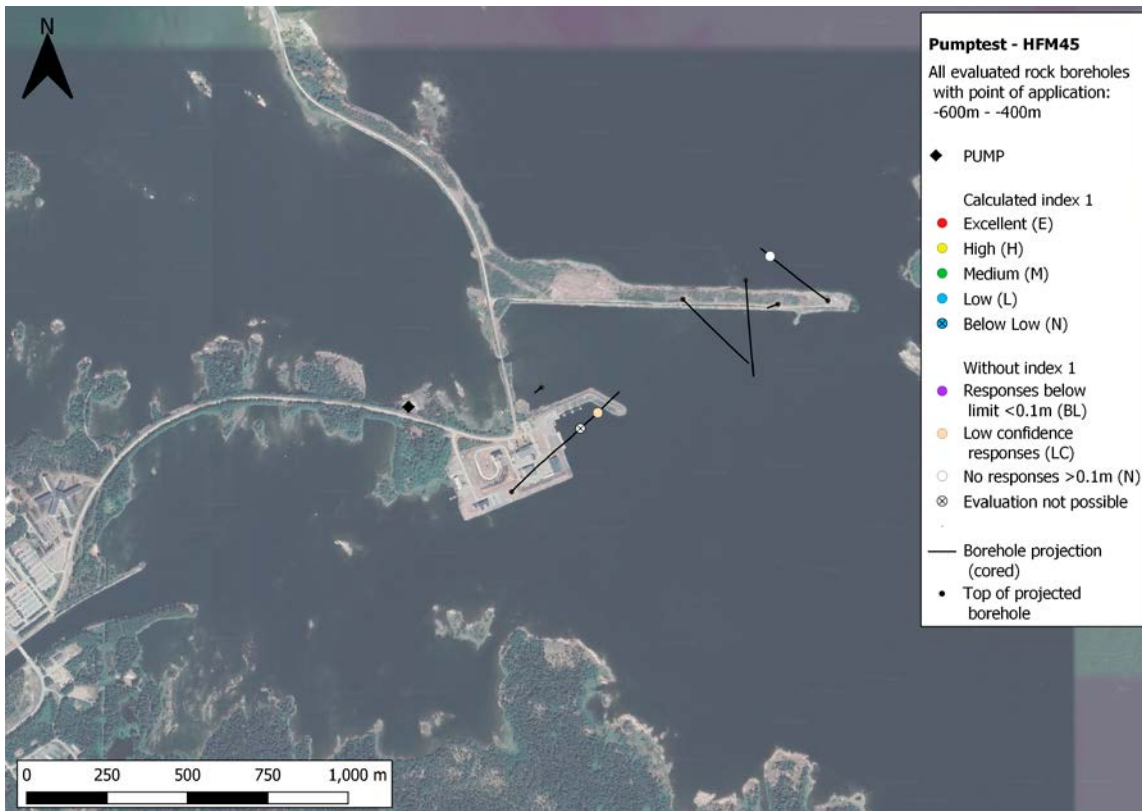 N
Pumptest - HFM45
All evaluated rock boreholes
with point of application:
-600m - -400m
PUMP
Calculated index 1
Excellent (E)
High (H)
Medium (M)
Low (L)
Below Low (N)
Without index 1
Responses below
limit <0.1m (BL)
Low confidence
responses (LC)
No responses >0.1m (N)
Evaluation not possible
Borehole projection
(cored)
Top of projected
borehole
0 250 500 750 1,000 m